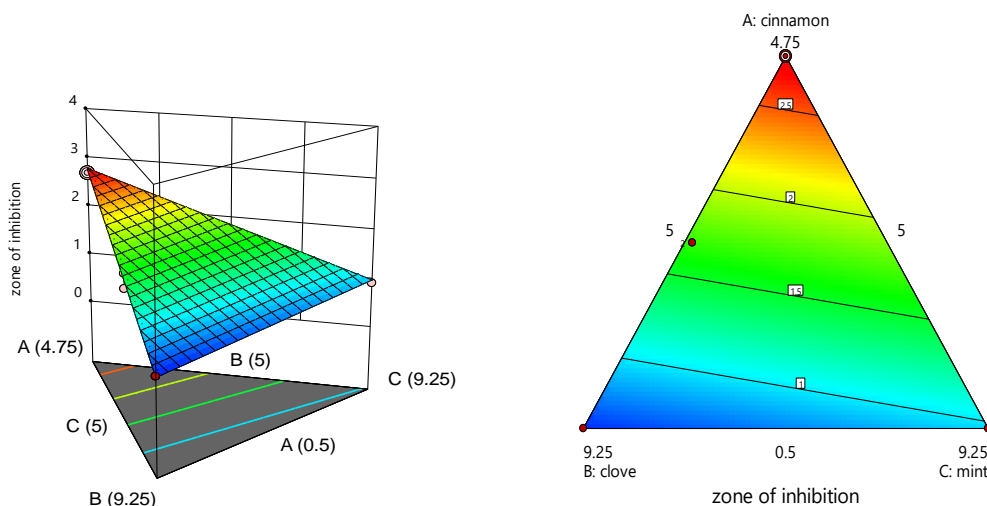 4
3
2
1
0
zone of inhibition
A (4.75)
B (5)
C (9.25)
C (5)
A (0.5)
B (9.25)
A: cinnamon
4.75
2.5
2
5
5
2
1.5
1
9.25
0.5
9.25
B: clove
C: mint
zone of inhibition